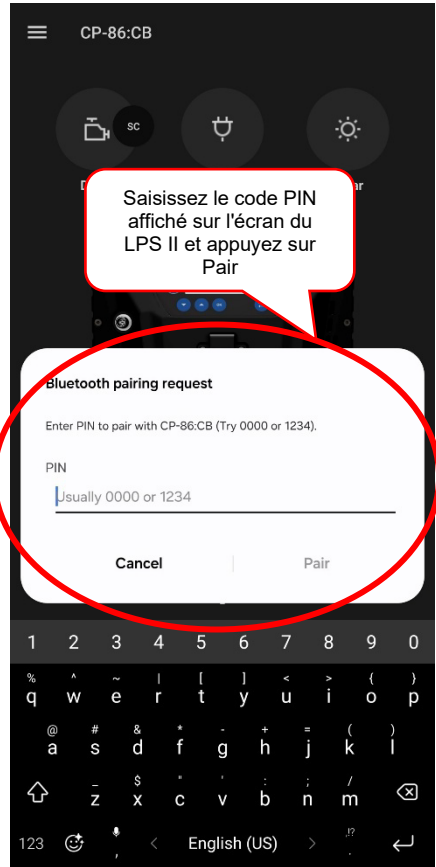 CP-86:CB
SC
Saisissez le code PIN
affiché sur l'écran du
LPS II et appuyez sur
Pair
Bluetooth pairing request
Enter PIN to pair with CP-86:CB (Try 0000 or 1234).
PIN
Usually 0000 or 1234
Cancel Pair
1 2 3 4 5 6 7 8 9 0
% ^ ~ | [ ] < > { }
q w e r t y u i o p
@ # & * - + = ( )
a s d f g h j k l
_ $ " ' : ; /
z x c v b n m
!?
123 , < English (US) > .